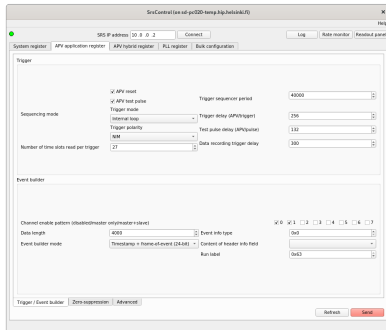 SrsControl (on sd-pc020-temp.hip.helsinki.fi)
Help
SRS IP address 10 .0 .0 .2 Connect Log Rate monitor Readout panel
System register APV application register APV hybrid register PLL register Bulk configuration
Trigger
Sequencing mode
APV reset
APV test pulse
Trigger mode
Internal loop
Trigger polarity
NIM
Number of time slots read per trigger 27
Trigger sequencer period 40000
Trigger delay (APV/trigger) 256
Test pulse delay (APV/pulse) 132
Data recording trigger delay 300
Event builder
Channel enable pattern (disabled/master only/master+slave) 0 1 2 3 4 5 6 7
Data length 4000 Event info type 0x0
Event builder mode Timestamp + frame-of-event (24-bit) Content of header info field
Run label 0x63
Trigger / Event builder Zero-suppression Advanced
Refresh Send